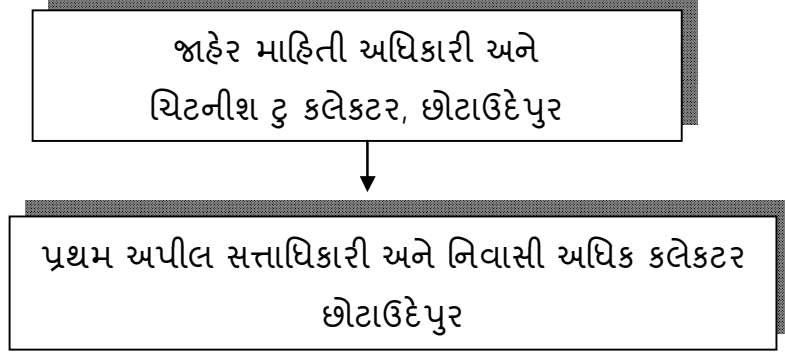 જાહેર માહિતી અધિકારી અને
ચિટનીશ ટુ કલેકટર, છોટાઉદેપુર
પ્રથમ અપીલ સત્તાધિકારી અને નિવાસી અધિક કલેકટર
છોટાઉદેપુર